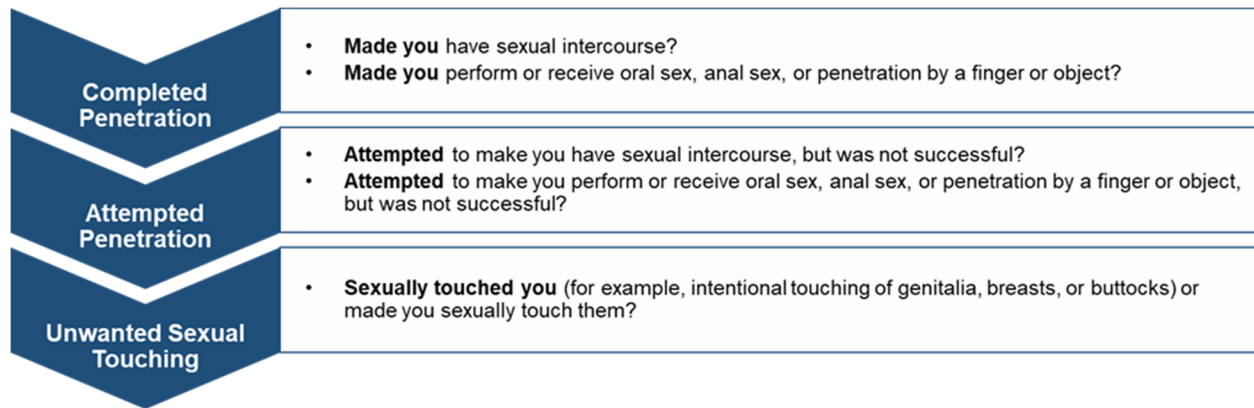 Completed
Penetration
• Made you have sexual intercourse?
• Made you perform or receive oral sex, anal sex, or penetration by a finger or object?
Attempted
Penetration
• Attempted to make you have sexual intercourse, but was not successful?
• Attempted to make you perform or receive oral sex, anal sex, or penetration by a finger or object,
but was not successful?
Unwanted Sexual
Touching
• Sexually touched you (for example, intentional touching of genitalia, breasts, or buttocks) or
made you sexually touch them?